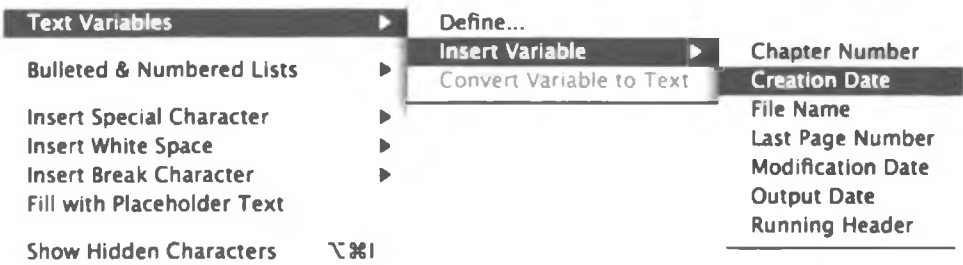 Text Variables ▶
Bulleted & Numbered Lists ▶
Insert Special Character ▶
Insert White Space ▶
Insert Break Character ▶
Fill with Placeholder Text
Show Hidden Characters ⌥⌘I
Define...
Insert Variable ▶
Convert Variable to Text
Chapter Number
Creation Date
File Name
Last Page Number
Modification Date
Output Date
Running Header